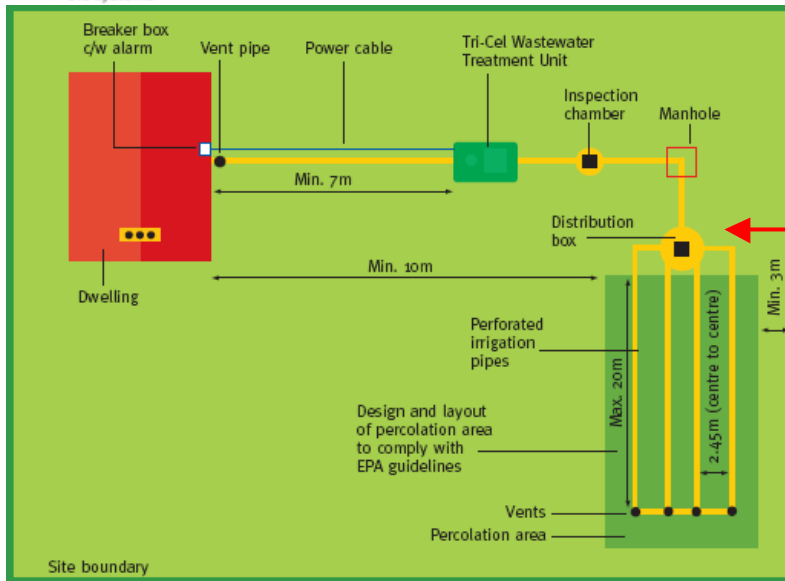 Breaker box
c/w alarm
Vent pipe
Power cable
Tri-Cel Wastewater
Treatment Unit
Inspection
chamber
Manhole
Min. 7m
Distribution
box
Min. 10m
Min. 3m
Dwelling
Perforated
irrigation
pipes
Max. 20m
2.45m (centre to centre)
Design and layout
of percolation area
to comply with
EPA guidelines
Vents
Percolation area
Site boundary